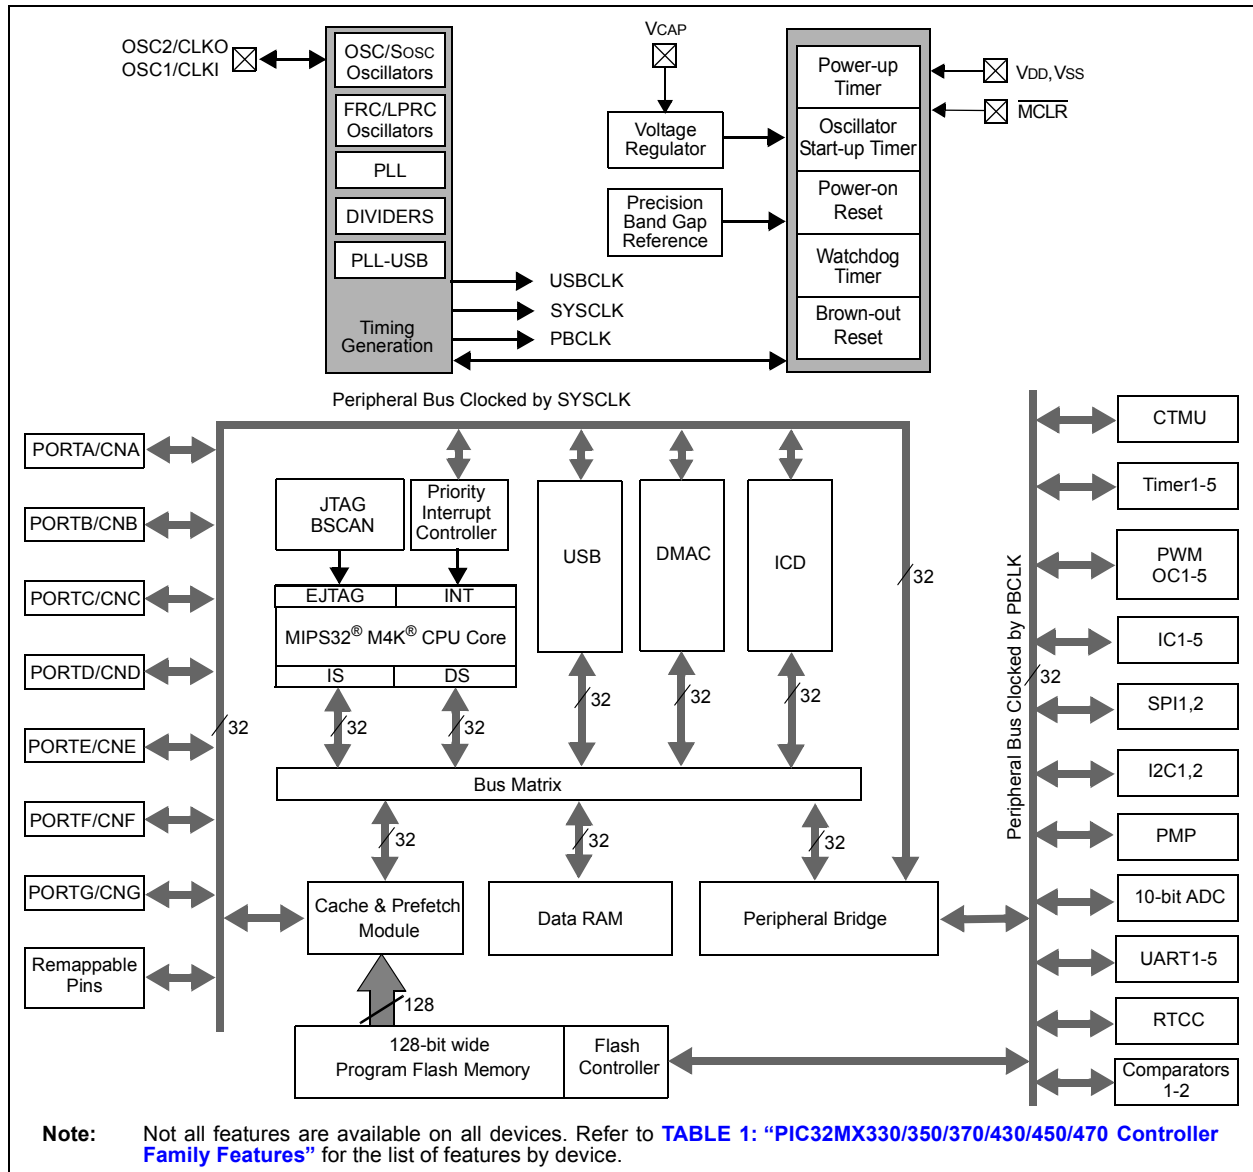 OSC2/CLKO
OSC1/CLKI
OSC/SOSC
Oscillators
FRC/LPRC
Oscillators
PLL
DIVIDERS
PLL-USB
Timing
Generation
USBCLK
SYSCLK
PBCLK
VCAP
Voltage
Regulator
Precision
Band Gap
Reference
Power-up
Timer
Oscillator
Start-up Timer
Power-on
Reset
Watchdog
Timer
Brown-out
Reset
VDD, VSS
MCLR
Peripheral Bus Clocked by SYSCLK
PORTA/CNA
PORTB/CNB
PORTC/CNC
PORTD/CND
PORTE/CNE
PORTF/CNF
PORTG/CNG
Remappable
Pins
32
JTAG
BSCAN
Priority
Interrupt
Controller
EJTAG
INT
MIPS32® M4K® CPU Core
IS
DS
USB
DMAC
ICD
32
32
32
32
32
32
Bus Matrix
32
32
32
Cache & Prefetch
Module
Data RAM
Peripheral Bridge
128
128-bit wide
Program Flash Memory
Flash
Controller
Peripheral Bus Clocked by PBCLK
32
CTMU
Timer1-5
PWM
OC1-5
IC1-5
SPI1,2
I2C1,2
PMP
10-bit ADC
UART1-5
RTCC
Comparators
1-2
Note: Not all features are available on all devices. Refer to TABLE 1: “PIC32MX330/350/370/430/450/470 Controller
Family Features” for the list of features by device.